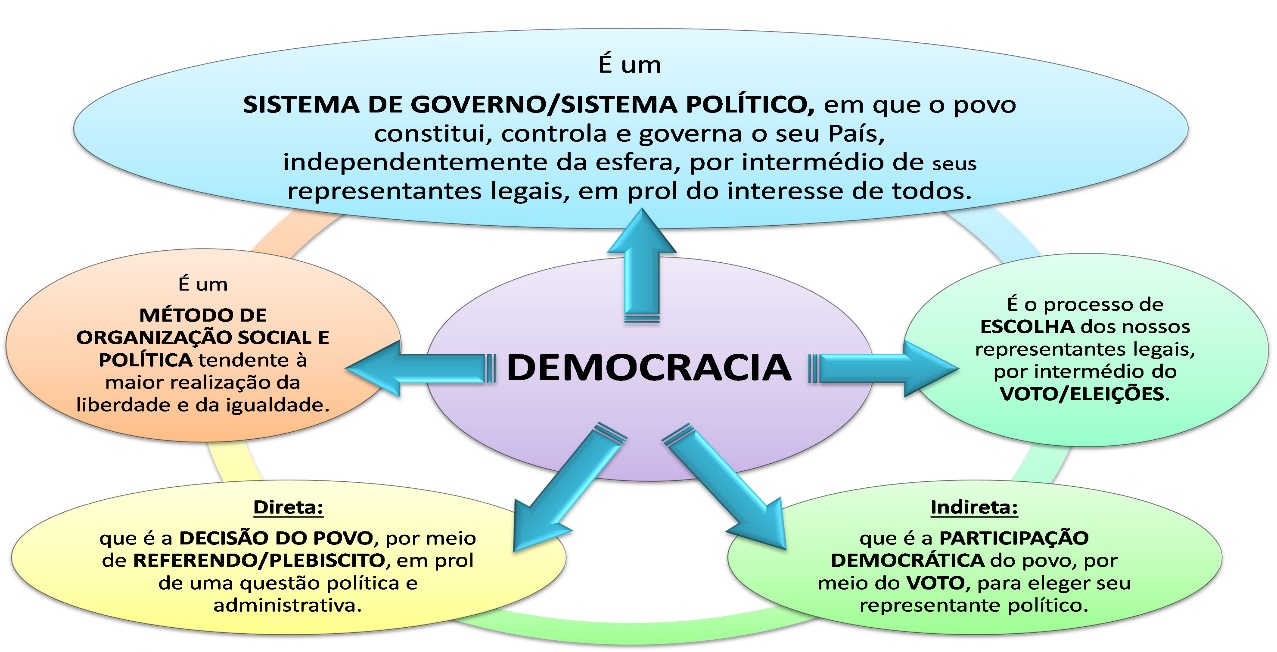 É um
SISTEMA DE GOVERNO/SISTEMA POLÍTICO, em que o povo
constitui, controla e governa o seu País,
independentemente da esfera, por intermédio de seus
representantes legais, em prol do interesse de todos.
É um
MÉTODO DE
ORGANIZAÇÃO SOCIAL E
POLÍTICA tendente à
maior realização da
liberdade e da igualdade.
DEMOCRACIA
É o processo de
ESCOLHA dos nossos
representantes legais,
por intermédio do
VOTO/ELEIÇÕES.
Direta:
que é a DECISÃO DO POVO, por meio
de REFERENDO/PLEBISCITO, em prol
de uma questão política e
administrativa.
Indireta:
que é a PARTICIPAÇÃO
DEMOCRÁTICA do povo, por
meio do VOTO, para eleger seu
representante político.